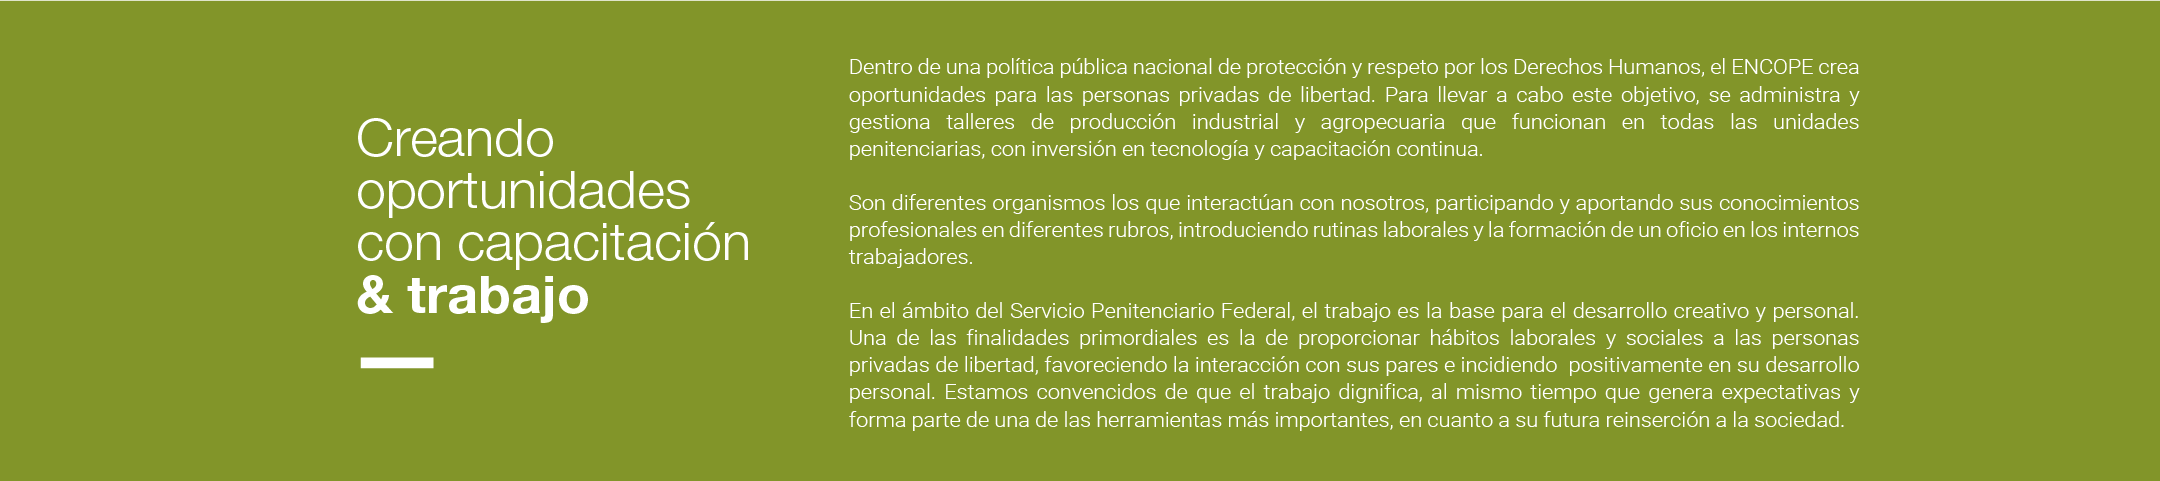 Creando
oportunidades
con capacitación
& trabajo
Dentro de una política pública nacional de protección y respeto por los Derechos Humanos, el ENCOPE crea
oportunidades para las personas privadas de libertad. Para llevar a cabo este objetivo, se administra y
gestiona talleres de producción industrial y agropecuaria que funcionan en todas las unidades
penitenciarias, con inversión en tecnología y capacitación continua.
Son diferentes organismos los que interactúan con nosotros, participando y aportando sus conocimientos
profesionales en diferentes rubros, introduciendo rutinas laborales y la formación de un oficio en los internos
trabajadores.
En el ámbito del Servicio Penitenciario Federal, el trabajo es la base para el desarrollo creativo y personal.
Una de las finalidades primordiales es la de proporcionar hábitos laborales y sociales a las personas
privadas de libertad, favoreciendo la interacción con sus pares e incidiendo  positivamente en su desarrollo
personal. Estamos convencidos de que el trabajo dignifica, al mismo tiempo que genera expectativas y
forma parte de una de las herramientas más importantes, en cuanto a su futura reinserción a la sociedad.